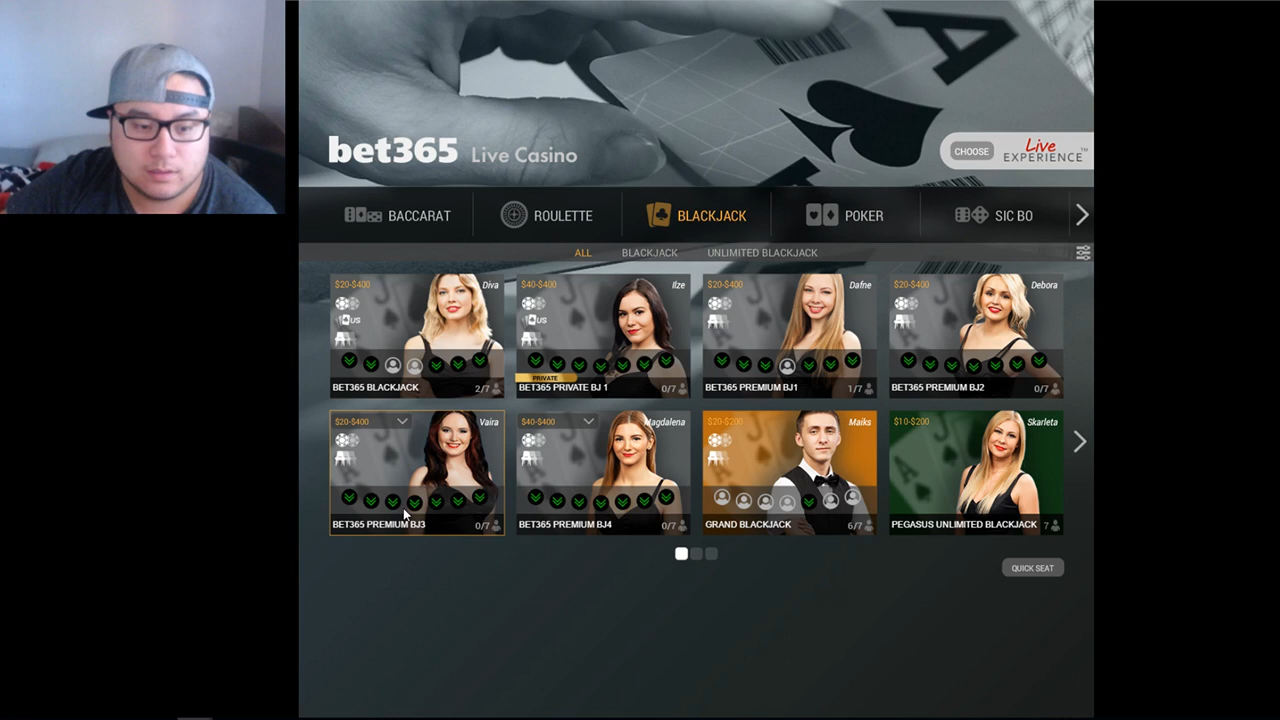 A
bet365 Live Casino
CHOOSE
Live
EXPERIENCE™
BACCARAT
ROULETTE
BLACKJACK
POKER
SIC BO
ALL
BLACKJACK
UNLIMITED BLACKJACK
$20-$400
Diva
US
BET365 BLACKJACK
2/7
$40-$400
Ilze
US
PRIVATE
BET365 PRIVATE BJ 1
0/7
$20-$400
Dafne
BET365 PREMIUM BJ1
1/7
$20-$400
Debora
BET365 PREMIUM BJ2
0/7
$20-$400
Vaira
BET365 PREMIUM BJ3
0/7
$40-$400
Magdalena
BET365 PREMIUM BJ4
0/7
$20-$200
Maiks
GRAND BLACKJACK
6/7
$10-$200
Skarleta
PEGASUS UNLIMITED BLACKJACK
7
QUICK SEAT